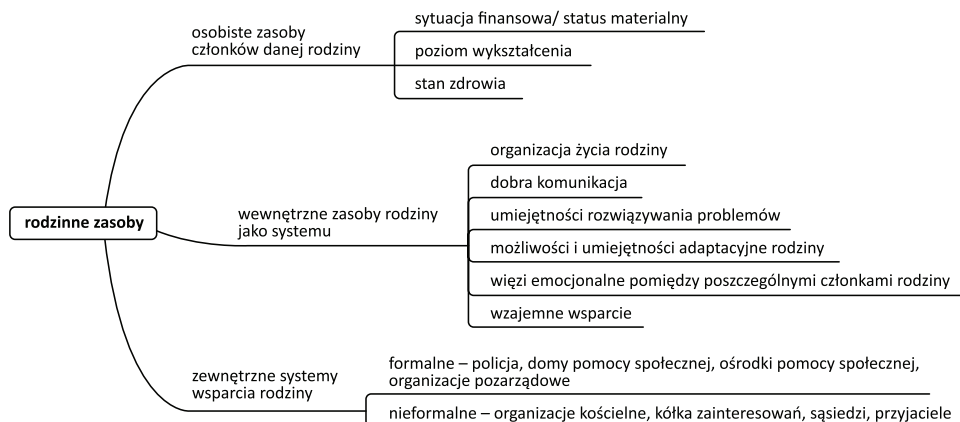 rodzinne zasoby
osobiste zasoby
członków danej rodziny
sytuacja finansowa/ status materialny
poziom wykształcenia
stan zdrowia
wewnętrzne zasoby rodziny
jako systemu
organizacja życia rodziny
dobra komunikacja
umiejętności rozwiązywania problemów
możliwości i umiejętności adaptacyjne rodziny
więzi emocjonalne pomiędzy poszczególnymi członkami rodziny
wzajemne wsparcie
zewnętrzne systemy
wsparcia rodziny
formalne – policja, domy pomocy społecznej, ośrodki pomocy społecznej,
organizacje pozarządowe
nieformalne – organizacje kościelne, kółka zainteresowań, sąsiedzi, przyjaciele